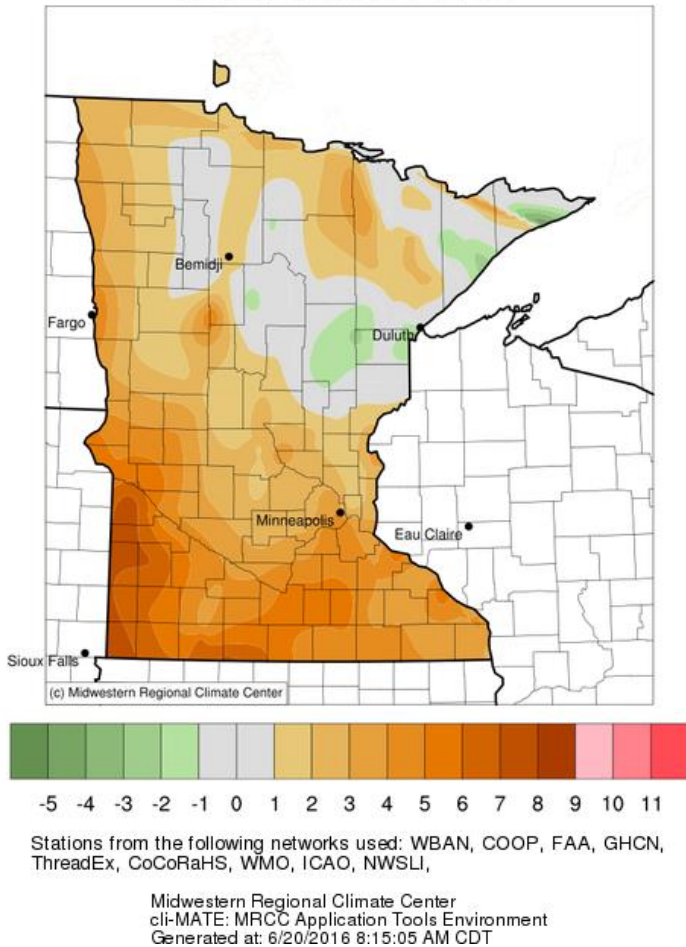 Bemidji
Fargo
Duluth
Minneapolis
Eau Claire
Sioux Falls
(c) Midwestern Regional Climate Center
-5 -4 -3 -2 -1 0 1 2 3 4 5 6 7 8 9 10 11
Stations from the following networks used: WBAN, COOP, FAA, GHCN,
ThreadEx, CoCoRaHS, WMO, ICAO, NWSLI,
Midwestern Regional Climate Center
cli-MATE: MRCC Application Tools Environment
Generated at: 6/20/2016 8:15:05 AM CDT